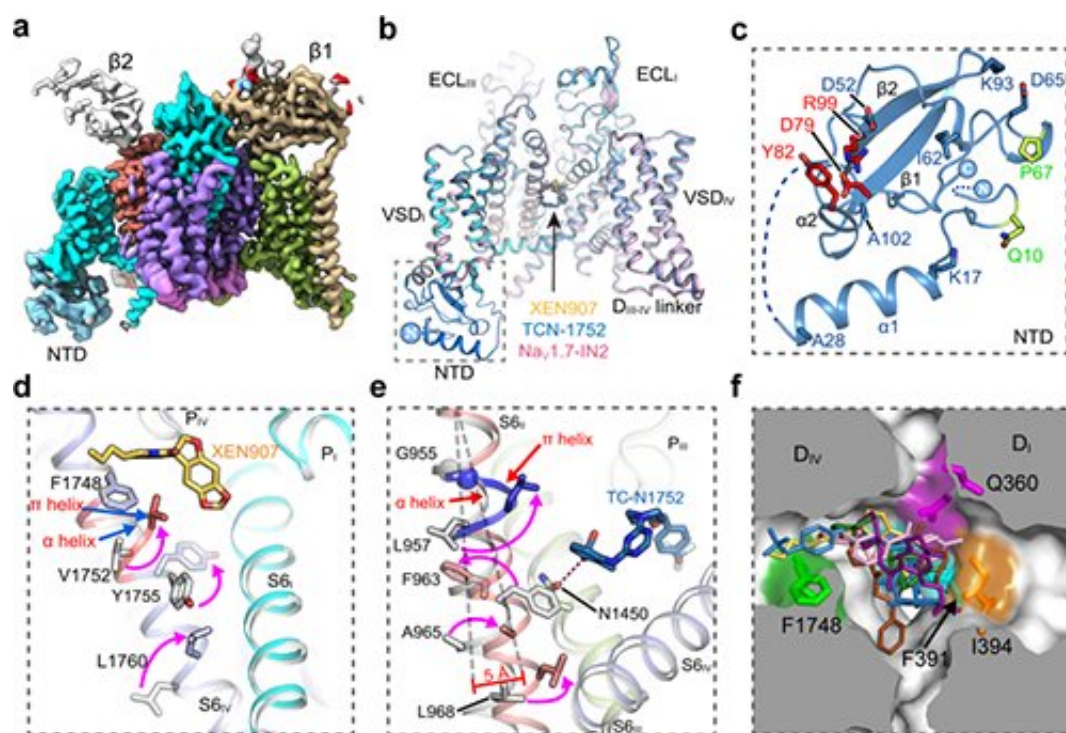 a
β2
β1
NTD
b
ECLIII
ECLI
VSDI
VSDIV
XEN907
TCN-1752
NaV1.7-IN2
DIII-IV linker
NTD
c
β2
D52
K93
D65
R99
D79
Y82
I62
P67
β1
α2
A102
Q10
K17
α1
A28
N
NTD
d
PIV
XEN907
PI
F1748
π helix
α helix
V1752
Y1755
S6I
L1760
S6IV
e
S6II
PIII
G955
π helix
α helix
TC-N1752
L957
F963
N1450
A965
S6IV
5 Å
L968
S6III
f
DIV
DI
Q360
F1748
F391
I394